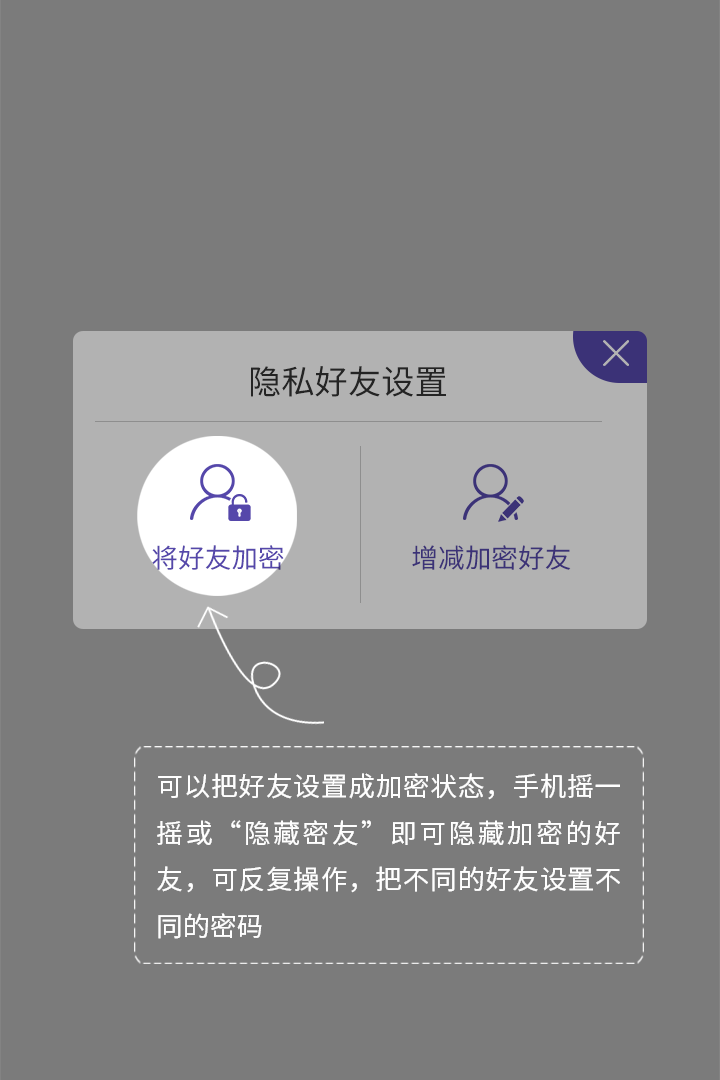 隐私好友设置
将好友加密
增减加密好友
可以把好友设置成加密状态，手机摇一
摇或“隐藏密友”即可隐藏加密的好
友，可反复操作，把不同的好友设置不
同的密码